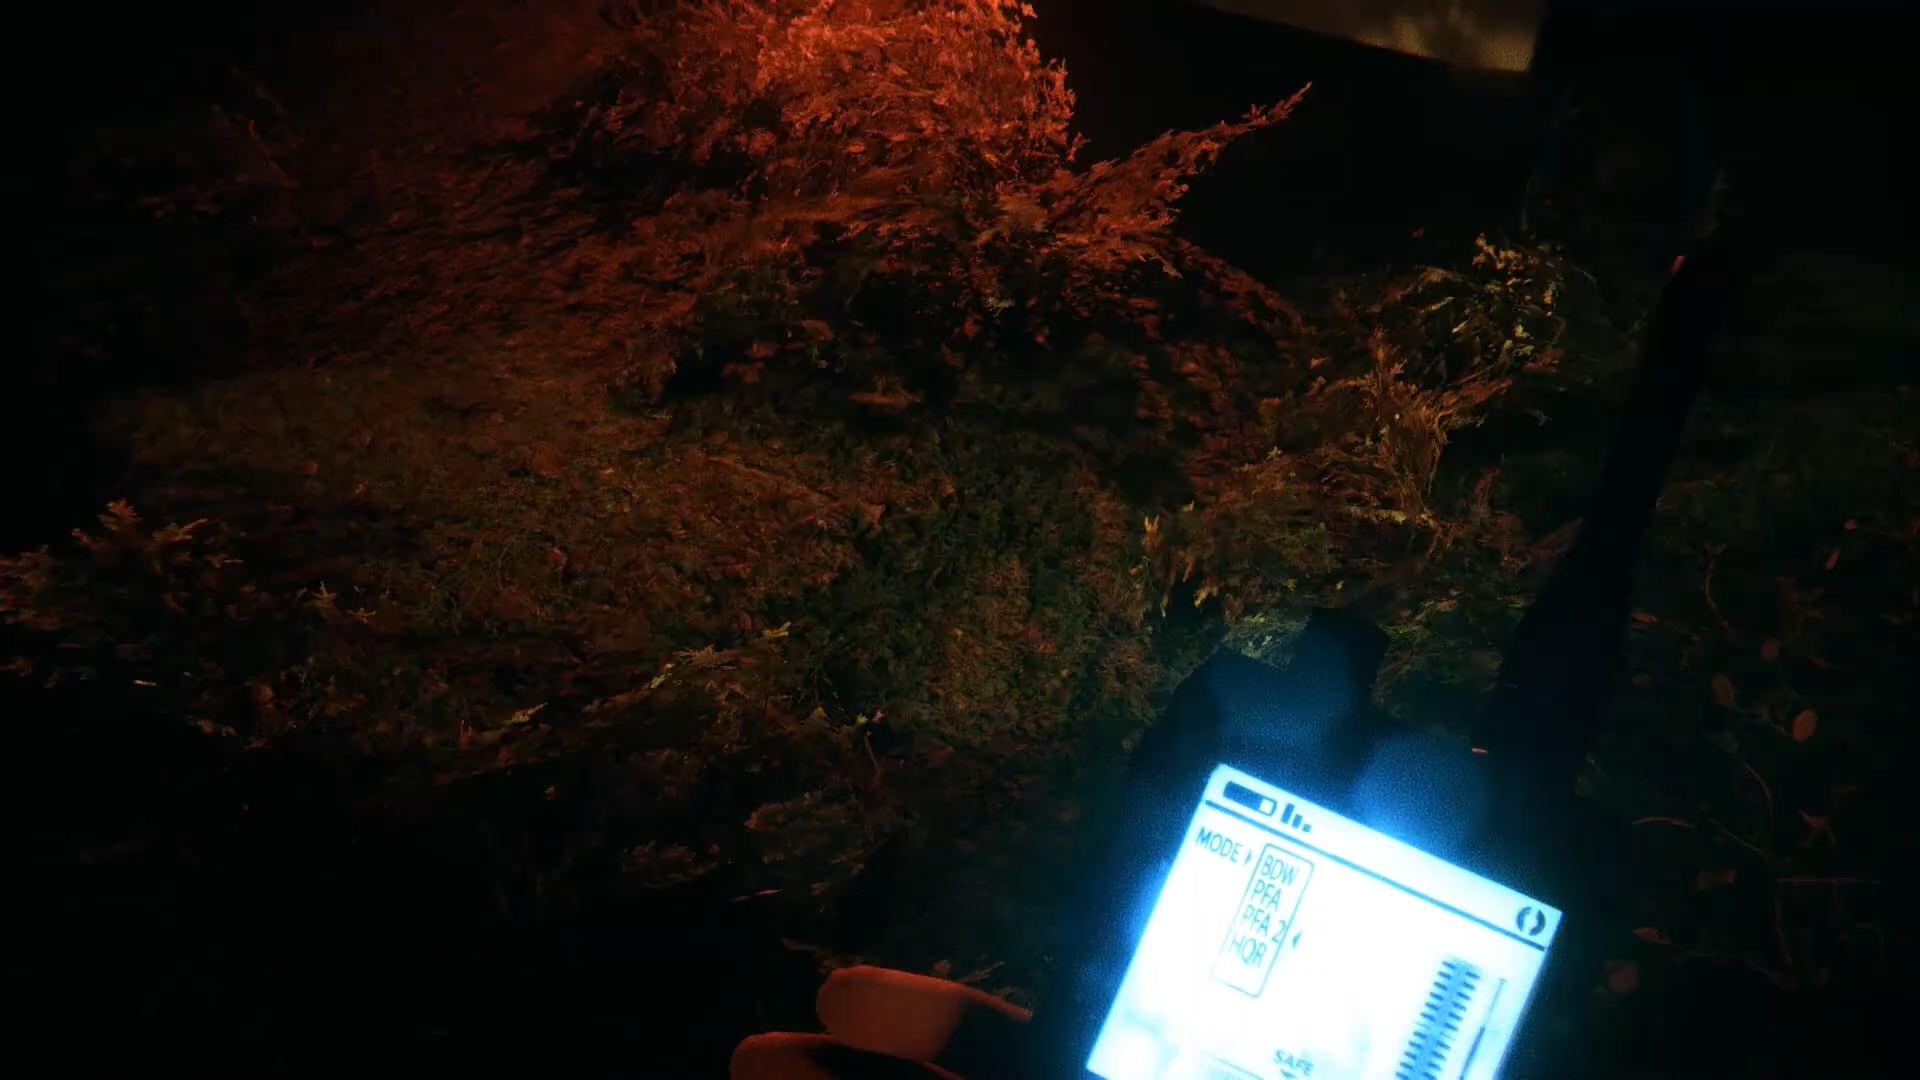 MODE
BDW
PFA
PFA 2
HQR
SAFE